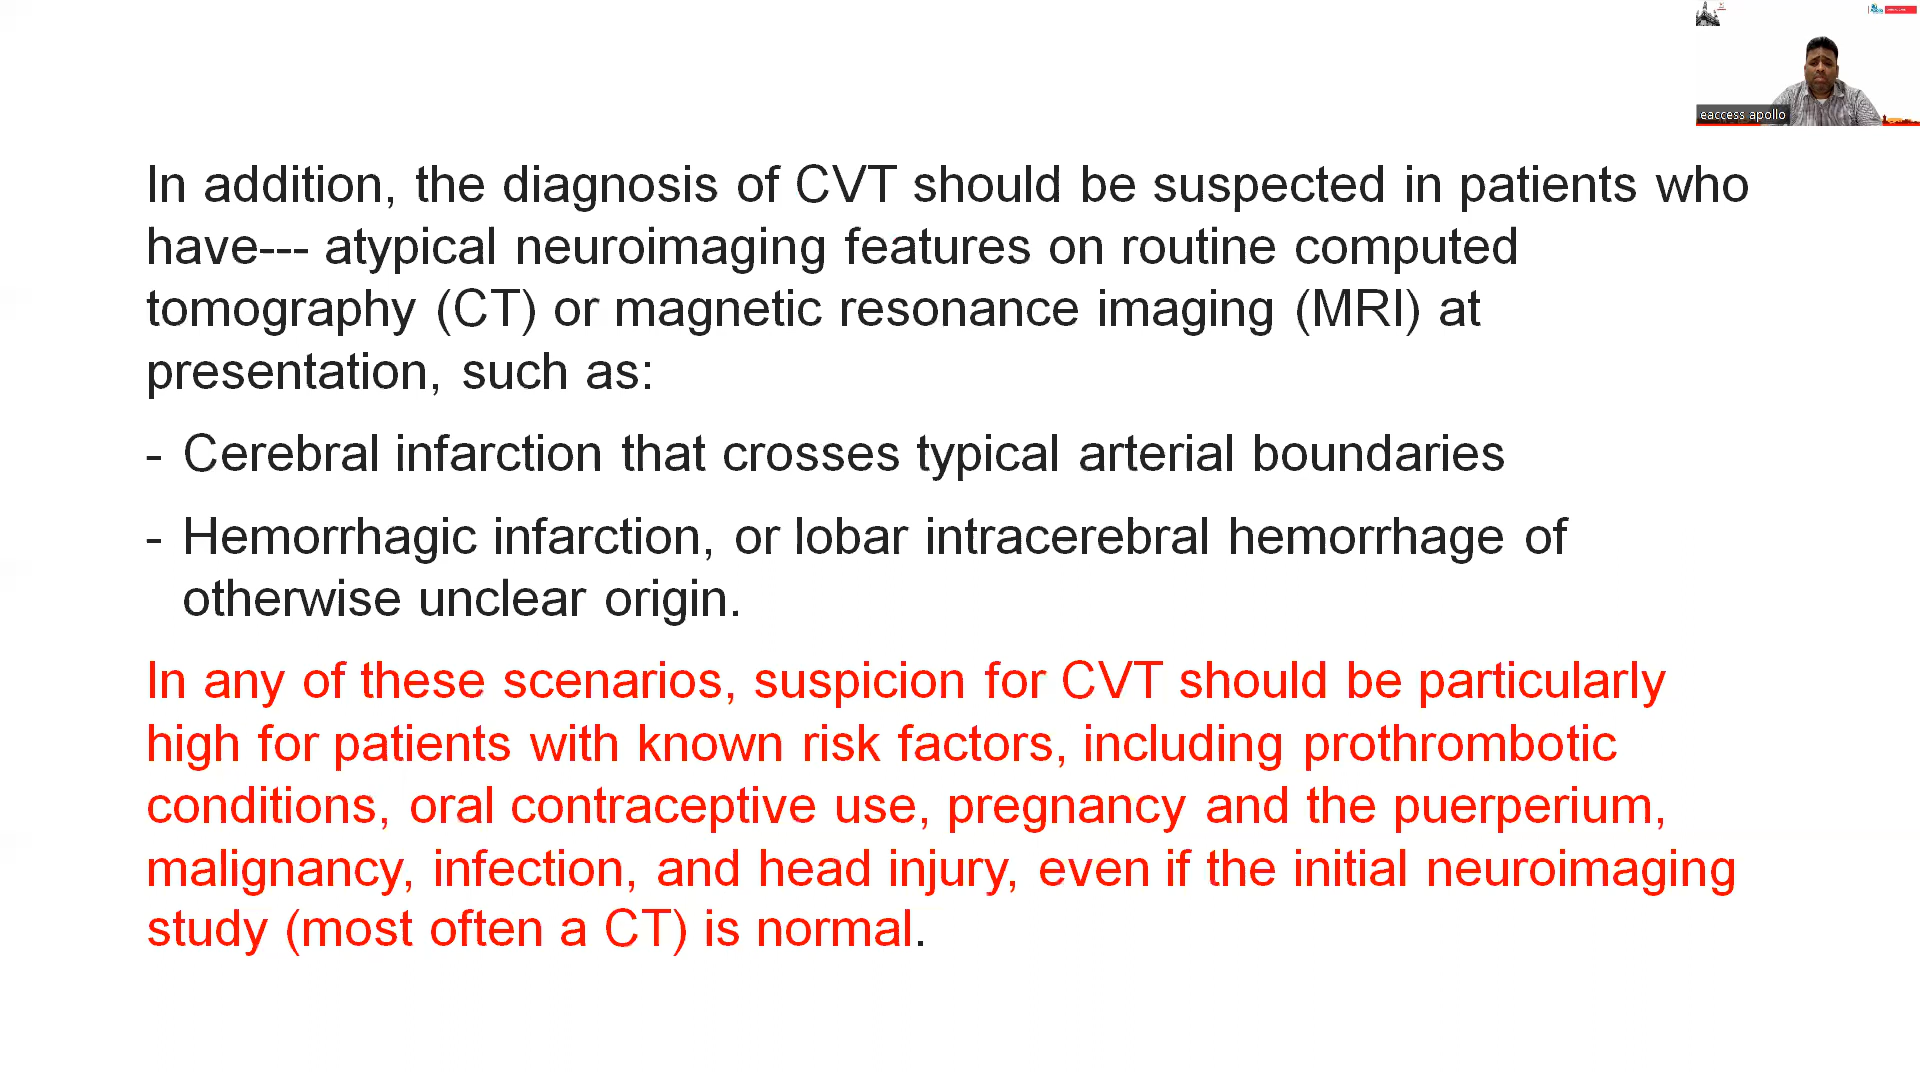 eaccess apollo
In addition, the diagnosis of CVT should be suspected in patients who
have--- atypical neuroimaging features on routine computed
tomography (CT) or magnetic resonance imaging (MRI) at
presentation, such as:
- Cerebral infarction that crosses typical arterial boundaries
- Hemorrhagic infarction, or lobar intracerebral hemorrhage of
otherwise unclear origin.
In any of these scenarios, suspicion for CVT should be particularly
high for patients with known risk factors, including prothrombotic
conditions, oral contraceptive use, pregnancy and the puerperium,
malignancy, infection, and head injury, even if the initial neuroimaging
study (most often a CT) is normal.